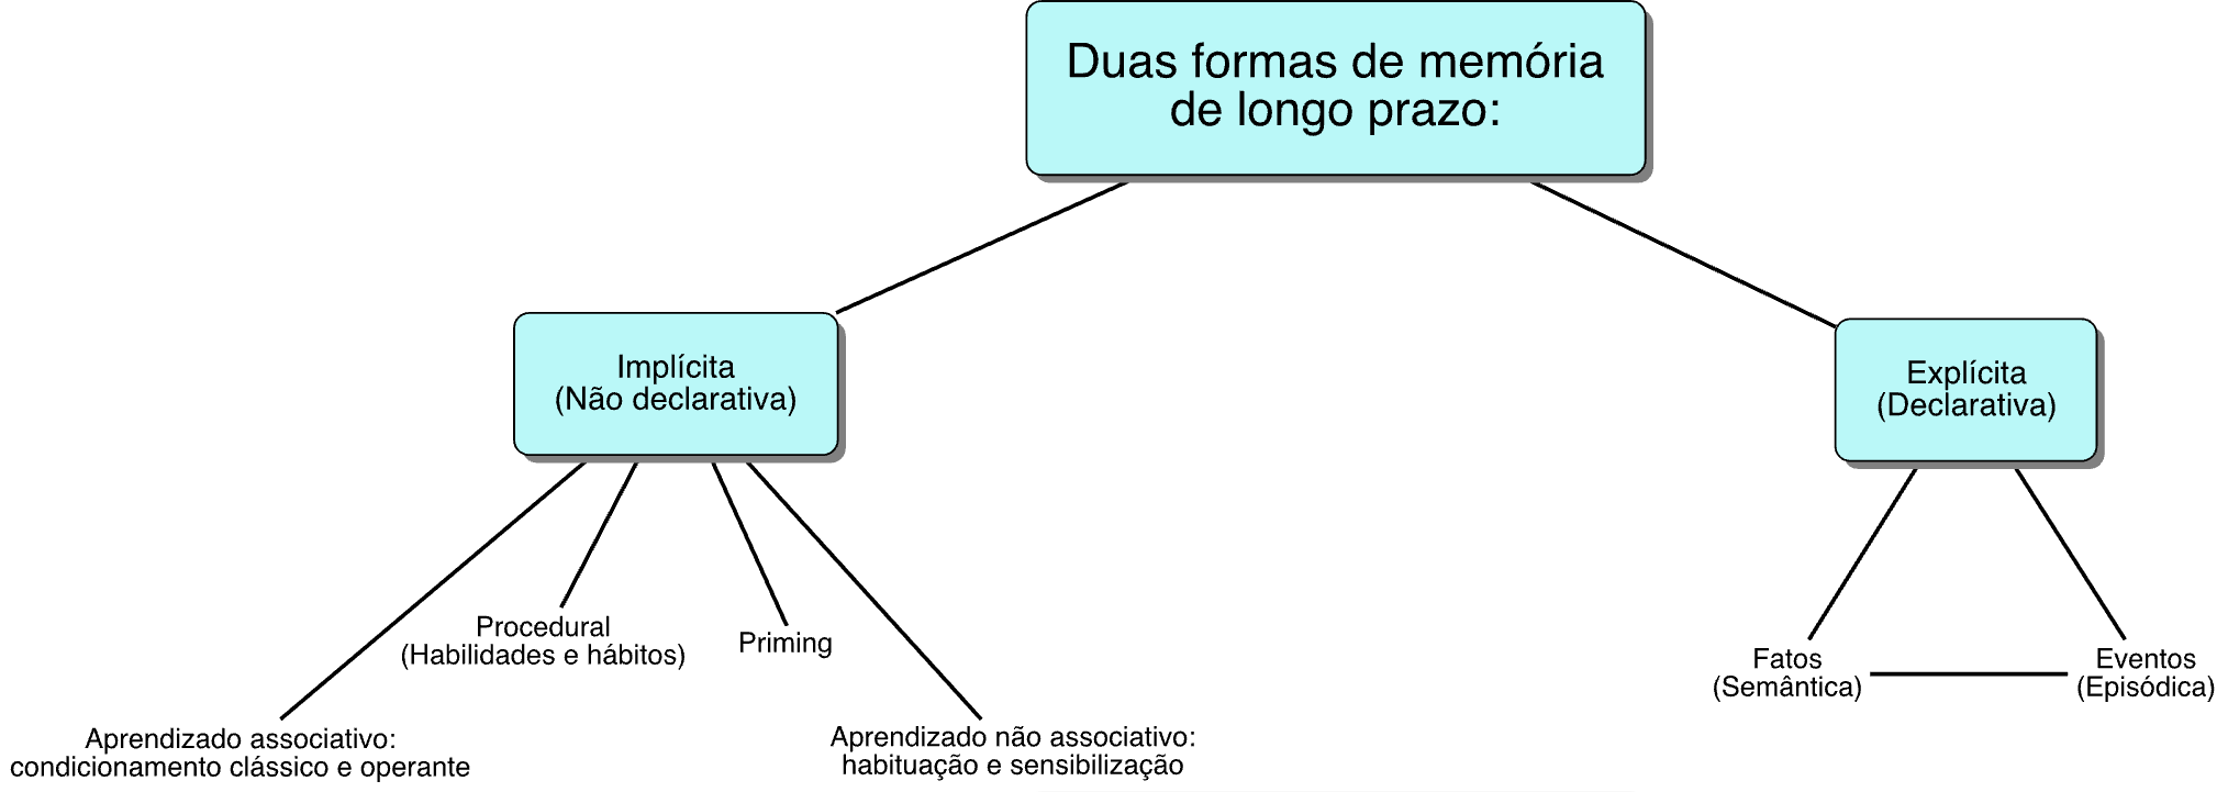 Duas formas de memória
de longo prazo:
Implícita
(Não declarativa)
Explícita
(Declarativa)
Procedural
(Habilidades e hábitos)
Priming
Fatos
(Semântica)
Eventos
(Episódica)
Aprendizado associativo:
condicionamento clássico e operante
Aprendizado não associativo:
habituação e sensibilização